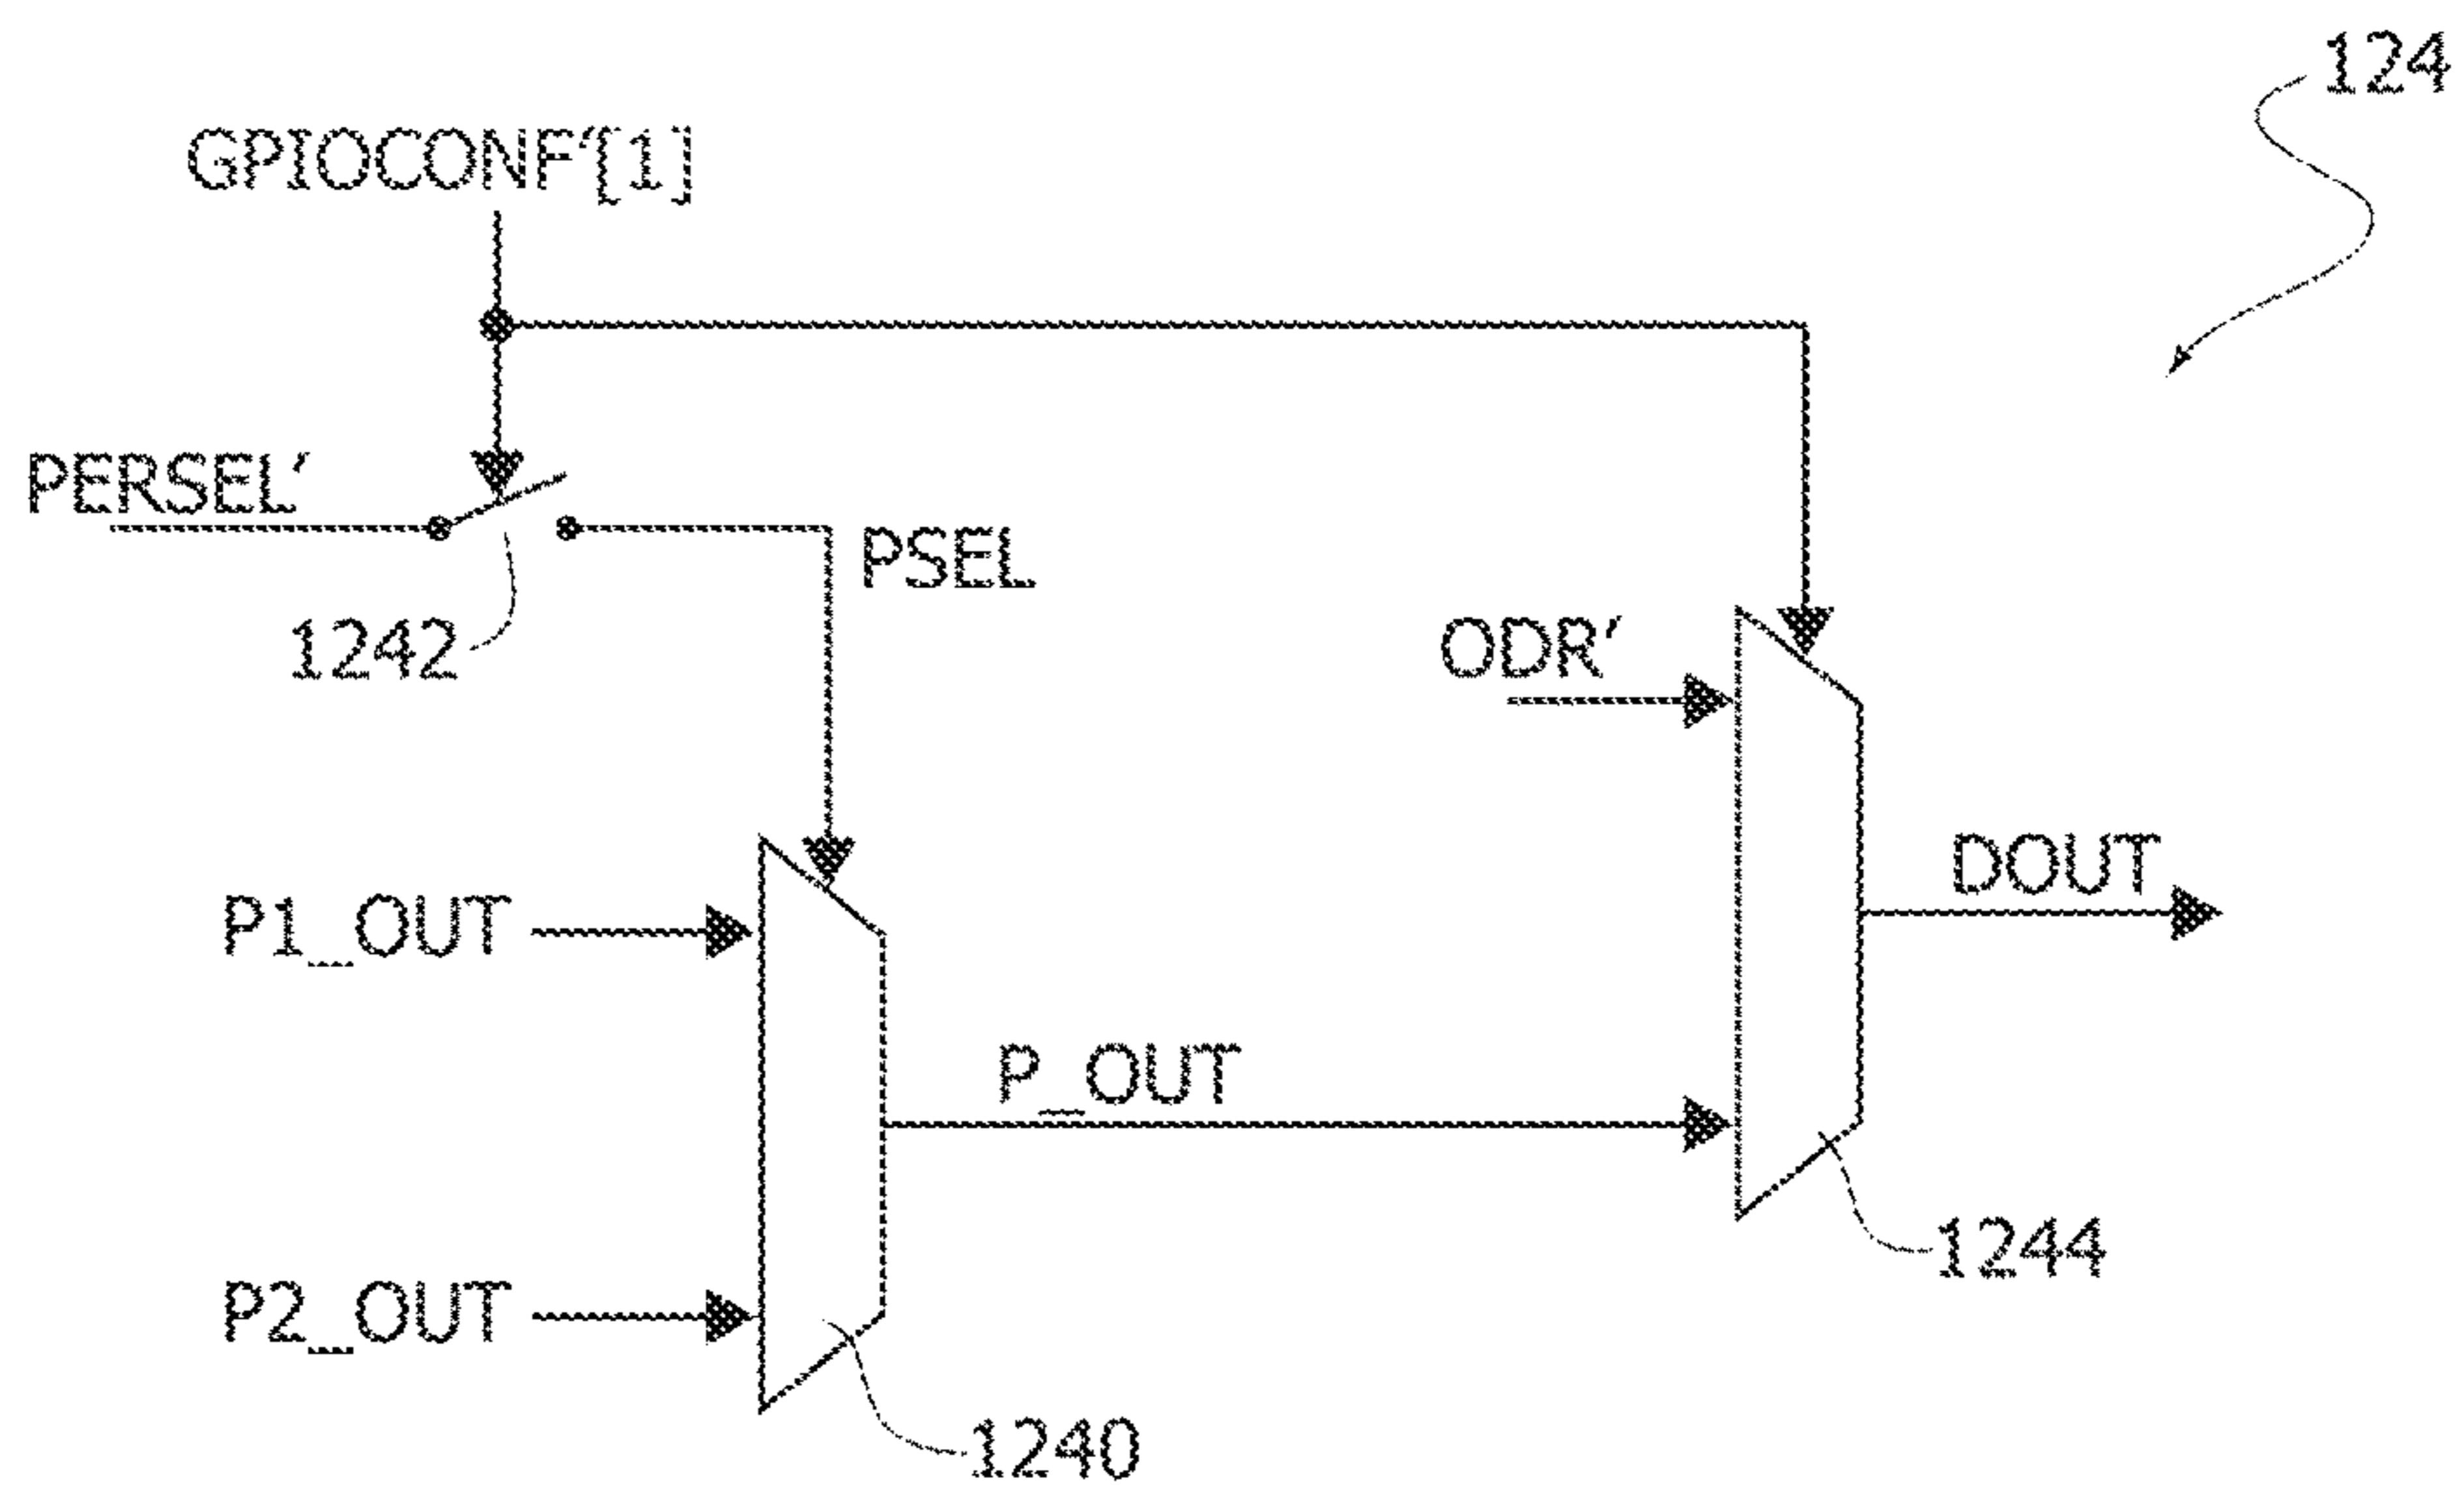 124
GPIOCONF'[1]
PERSEL'
PSEL
1242
ODR'
DOUT
P1_OUT
P_OUT
1244
P2_OUT
1240